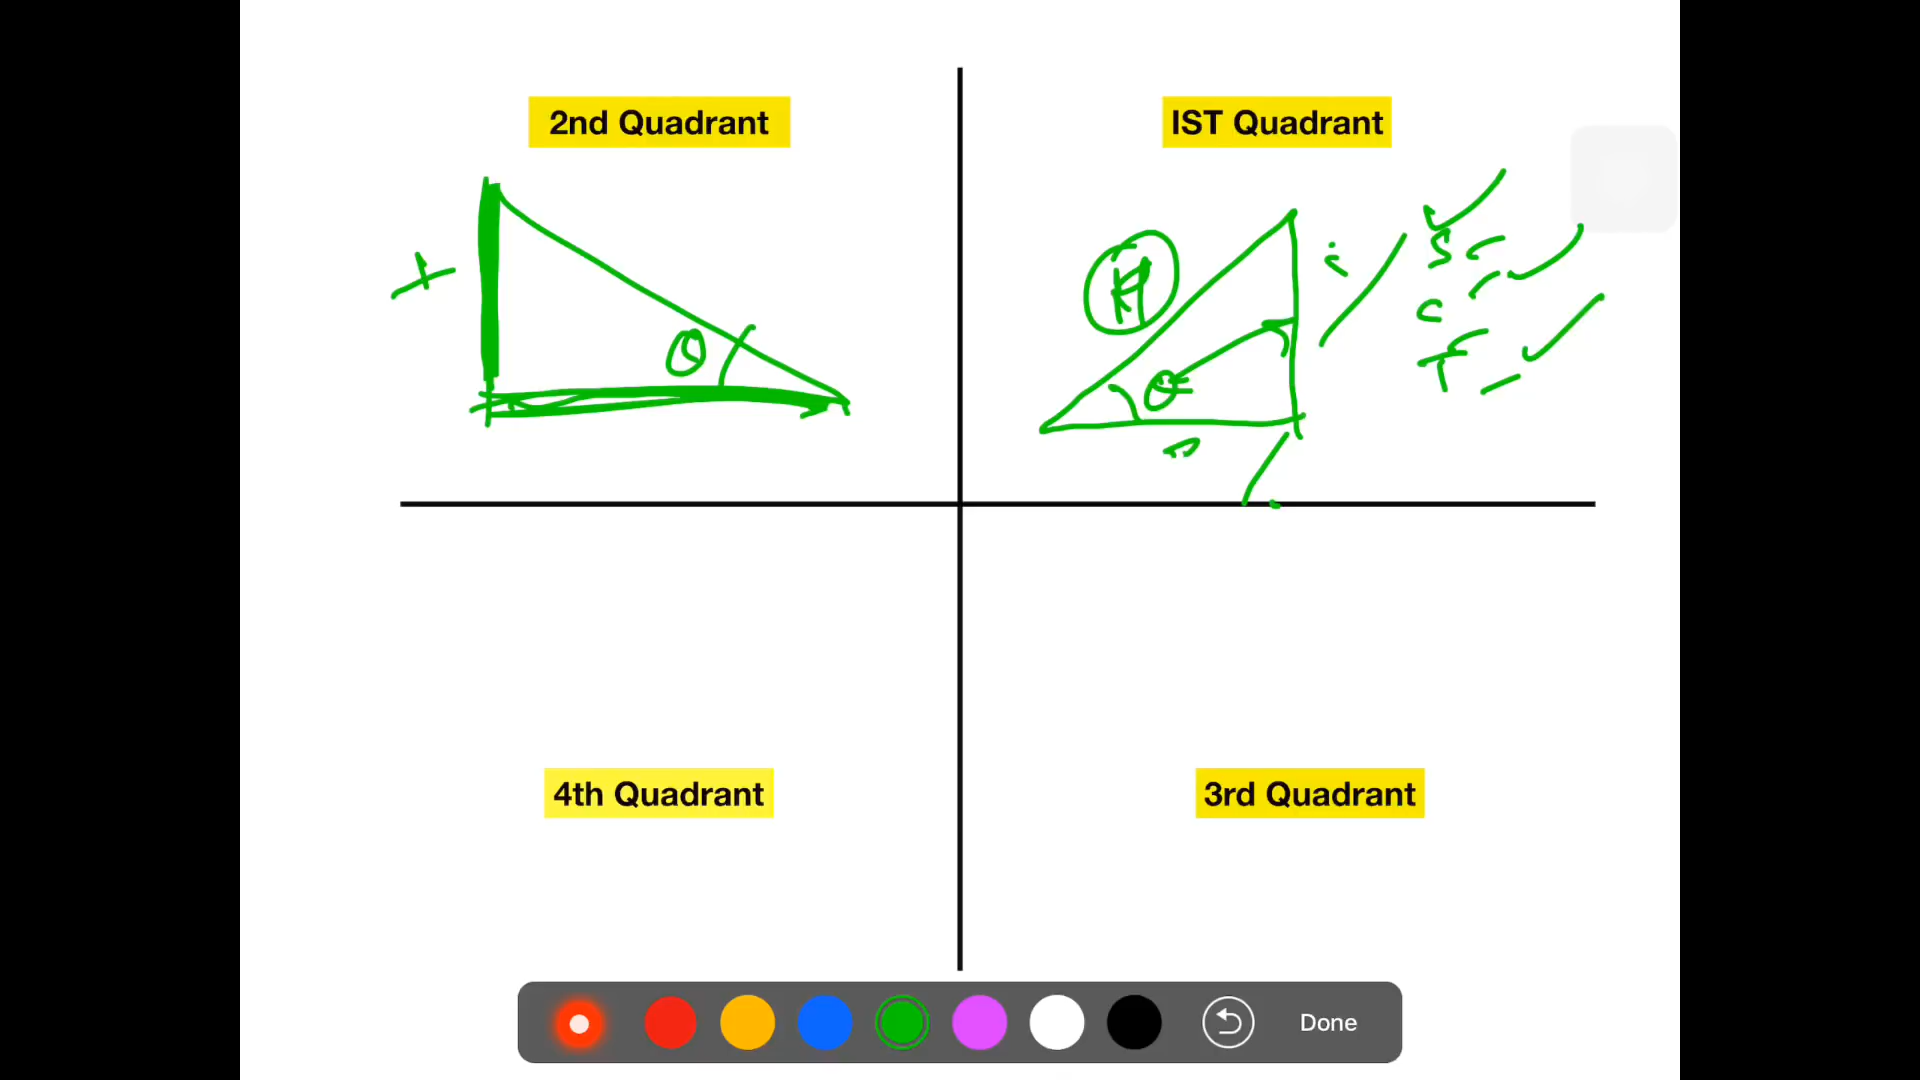 2nd Quadrant
IST Quadrant
+
θ
H
θ
S
C
T
4th Quadrant
3rd Quadrant
Done